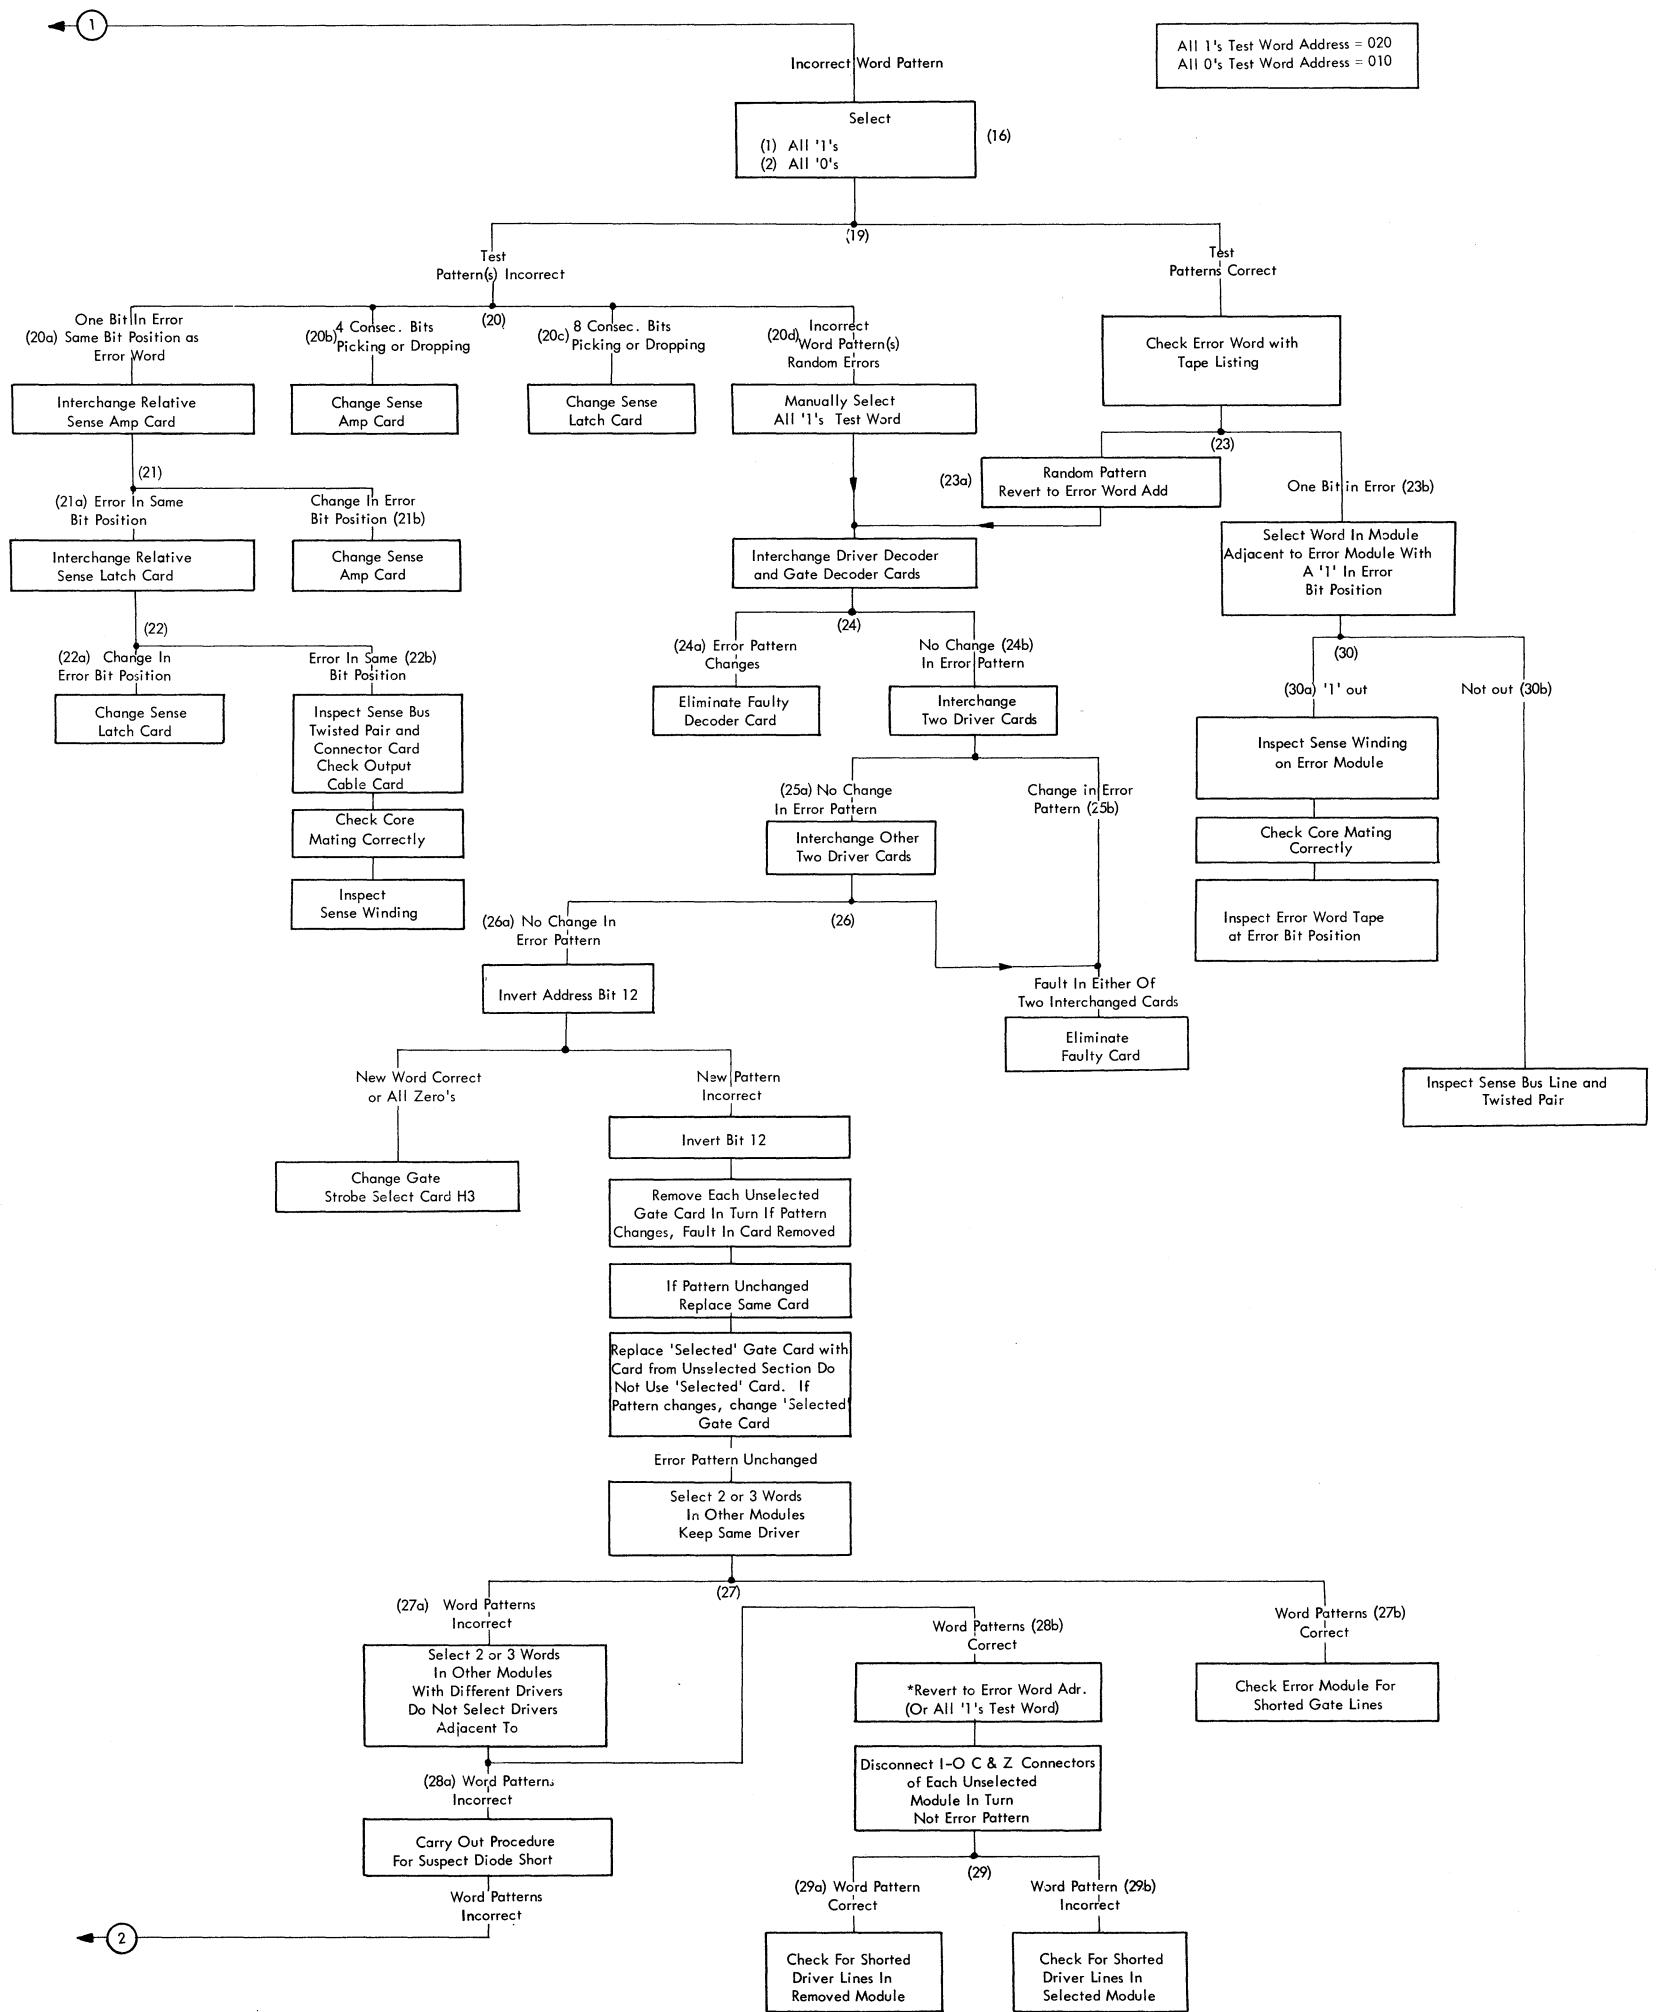 1
Incorrect Word Pattern
All 1's Test Word Address = 020
All 0's Test Word Address = 010
Select
(1) All '1's
(2) All '0's
(16)
(19)
Test
Pattern(s) Incorrect
Test
Patterns Correct
(20)
One Bit In Error
(20a) Same Bit Position as
Error Word
(20b) 4 Consec. Bits
Picking or Dropping
(20c) 8 Consec. Bits
Picking or Dropping
(20d) Incorrect
Word Pattern(s)
Random Errors
Check Error Word with
Tape Listing
Interchange Relative
Sense Amp Card
Change Sense
Amp Card
Change Sense
Latch Card
Manually Select
All '1's Test Word
(23)
(21)
(23a)
Random Pattern
Revert to Error Word Add
One Bit in Error (23b)
(21a) Error In Same
Bit Position
Change In Error
Bit Position (21b)
Interchange Relative
Sense Latch Card
Change Sense
Amp Card
Interchange Driver Decoder
and Gate Decoder Cards
Select Word In Module
Adjacent to Error Module With
A '1' In Error
Bit Position
(22)
(24)
(30)
(22a) Change In
Error Bit Position
Error In Same (22b)
Bit Position
(24a) Error Pattern
Changes
No Change (24b)
In Error Pattern
(30a) '1' out
Not out (30b)
Change Sense
Latch Card
Inspect Sense Bus
Twisted Pair and
Connector Card
Check Output
Cable Card
Eliminate Faulty
Decoder Card
Interchange
Two Driver Cards
Inspect Sense Winding
on Error Module
(25a) No Change
In Error Pattern
Change in Error
Pattern (25b)
Check Core
Mating Correctly
Interchange Other
Two Driver Cards
Check Core Mating
Correctly
Inspect
Sense Winding
(26a) No Change In
Error Pattern
(26)
Inspect Error Word Tape
at Error Bit Position
Invert Address Bit 12
Fault In Either Of
Two Interchanged Cards
Eliminate
Faulty Card
New Word Correct
or All Zero's
New Pattern
Incorrect
Inspect Sense Bus Line and
Twisted Pair
Invert Bit 12
Change Gate
Strobe Select Card H3
Remove Each Unselected
Gate Card In Turn If Pattern
Changes, Fault In Card Removed
If Pattern Unchanged
Replace Same Card
Replace 'Selected' Gate Card with
Card from Unselected Section Do
Not Use 'Selected' Card. If
Pattern changes, change 'Selected'
Gate Card
Error Pattern Unchanged
Select 2 or 3 Words
In Other Modules
Keep Same Driver
(27)
(27a) Word Patterns
Incorrect
Word Patterns (28b)
Correct
Word Patterns (27b)
Correct
Select 2 or 3 Words
In Other Modules
With Different Drivers
Do Not Select Drivers
Adjacent To
*Revert to Error Word Adr.
(Or All '1's Test Word)
Check Error Module For
Shorted Gate Lines
Disconnect I-O C & Z Connectors
of Each Unselected
Module In Turn
Not Error Pattern
(28a) Word Patterns
Incorrect
Carry Out Procedure
For Suspect Diode Short
(29)
Word Patterns
Incorrect
(29a) Word Pattern
Correct
Word Pattern (29b)
Incorrect
2
Check For Shorted
Driver Lines In
Removed Module
Check For Shorted
Driver Lines In
Selected Module